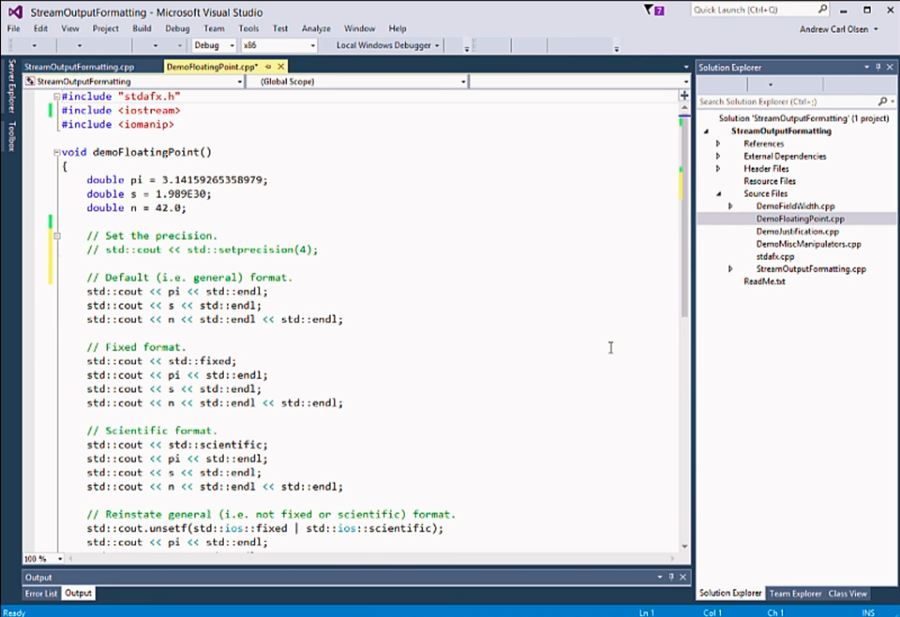 StreamOutputFormatting - Microsoft Visual Studio
7
Quick Launch (Ctrl+Q)
File Edit View Project Build Debug Team Tools Test Analyze Window Help
Andrew Carl Olsen
Debug x86 Local Windows Debugger
Server Explorer
Toolbox
StreamOutputFormatting.cpp DemoFloatingPoint.cpp*
StreamOutputFormatting (Global Scope)
#include "stdafx.h"
#include <iostream>
#include <iomanip>
void demoFloatingPoint()
{
double pi = 3.14159265358979;
double s = 1.989E30;
double n = 42.0;
// Set the precision.
// std::cout << std::setprecision(4);
// Default (i.e. general) format.
std::cout << pi << std::endl;
std::cout << s << std::endl;
std::cout << n << std::endl << std::endl;
// Fixed format.
std::cout << std::fixed;
std::cout << pi << std::endl;
std::cout << s << std::endl;
std::cout << n << std::endl << std::endl;
// Scientific format.
std::cout << std::scientific;
std::cout << pi << std::endl;
std::cout << s << std::endl;
std::cout << n << std::endl << std::endl;
// Reinstate general (i.e. not fixed or scientific) format.
std::cout.unsetf(std::ios::fixed | std::ios::scientific);
std::cout << pi << std::endl;
100 %
Output
Error List Output
Solution Explorer
Search Solution Explorer (Ctrl+;)
Solution 'StreamOutputFormatting' (1 project)
StreamOutputFormatting
References
External Dependencies
Header Files
Resource Files
Source Files
DemoFieldWidth.cpp
DemoFloatingPoint.cpp
DemoJustification.cpp
DemoMiscManipulators.cpp
stdafx.cpp
StreamOutputFormatting.cpp
ReadMe.txt
Solution Explorer Team Explorer Class View
Ready Ln 1 Col 1 Ch 1 INS